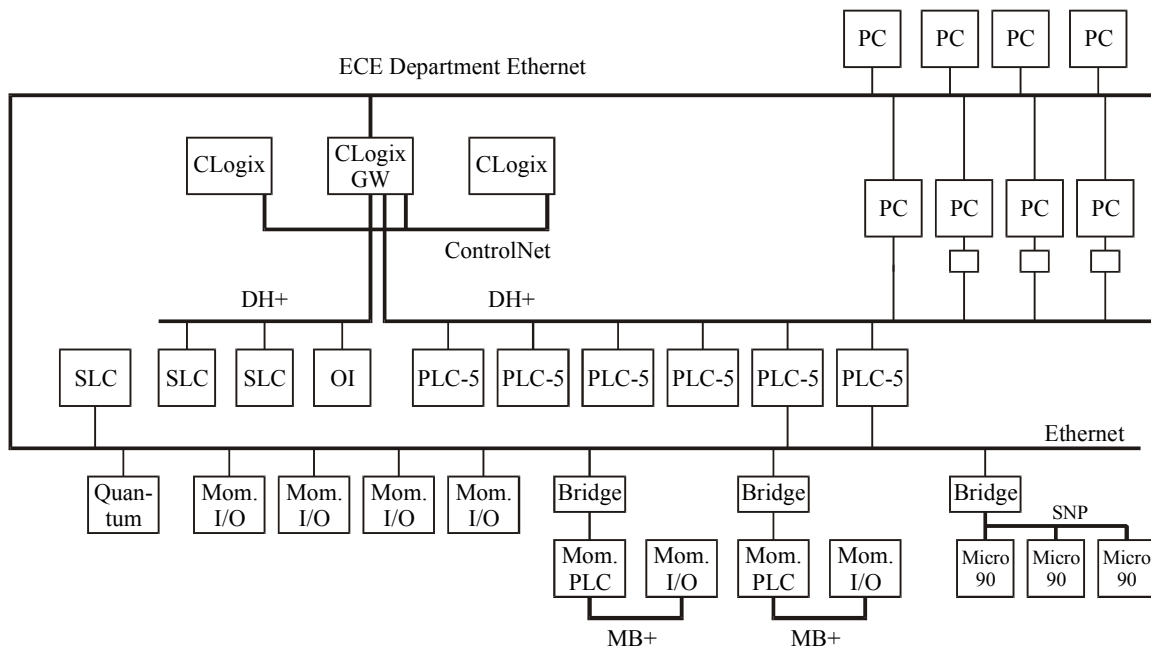 PC
PC
PC
PC
ECE Department Ethernet
CLogix
CLogix
GW
CLogix
PC
PC
PC
PC
ControlNet
DH+
DH+
SLC
SLC
SLC
OI
PLC-5
PLC-5
PLC-5
PLC-5
PLC-5
PLC-5
Ethernet
Quan-
tum
Mom.
I/O
Mom.
I/O
Mom.
I/O
Mom.
I/O
Bridge
Bridge
Bridge
SNP
Mom.
PLC
Mom.
I/O
Mom.
PLC
Mom.
I/O
Micro
90
Micro
90
Micro
90
MB+
MB+